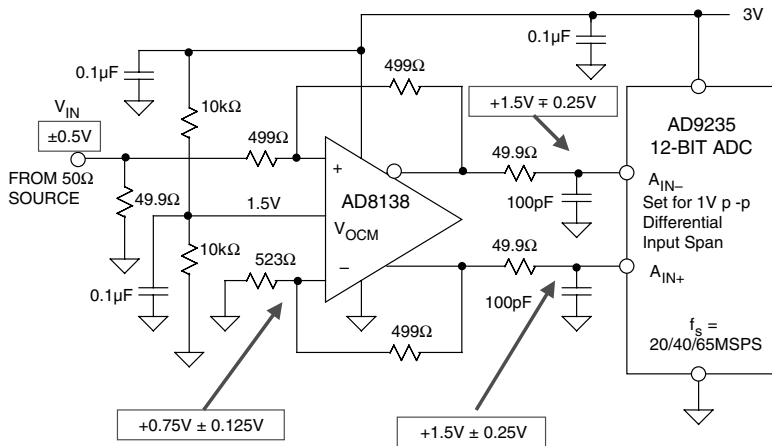 3V
0.1µF
0.1µF
499Ω
+1.5V ∓ 0.25V
V_IN
±0.5V
10kΩ
499Ω
AD9235
12-BIT ADC
49.9Ω
FROM 50Ω
SOURCE
+
AD8138
A_IN–
Set for 1V p -p
Differential
Input Span
49.9Ω
1.5V
V_OCM
100pF
10kΩ
523Ω
49.9Ω
–
A_IN+
0.1µF
100pF
499Ω
f_s =
20/40/65MSPS
+0.75V ± 0.125V
+1.5V ± 0.25V